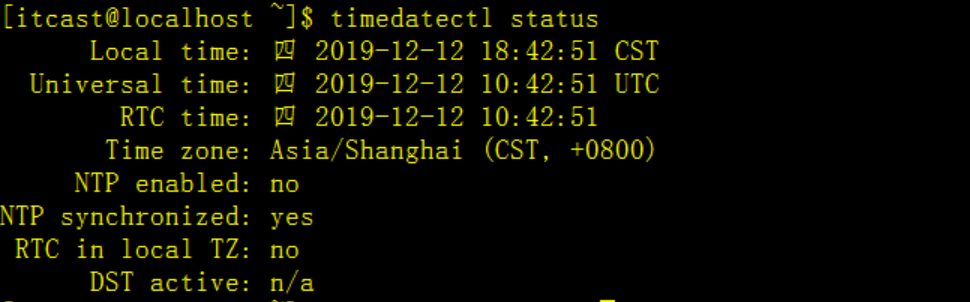 [itcast@localhost ~]$ timedatectl status
Local time: 四 2019-12-12 18:42:51 CST
Universal time: 四 2019-12-12 10:42:51 UTC
RTC time: 四 2019-12-12 10:42:51
Time zone: Asia/Shanghai (CST, +0800)
NTP enabled: no
NTP synchronized: yes
RTC in local TZ: no
DST active: n/a